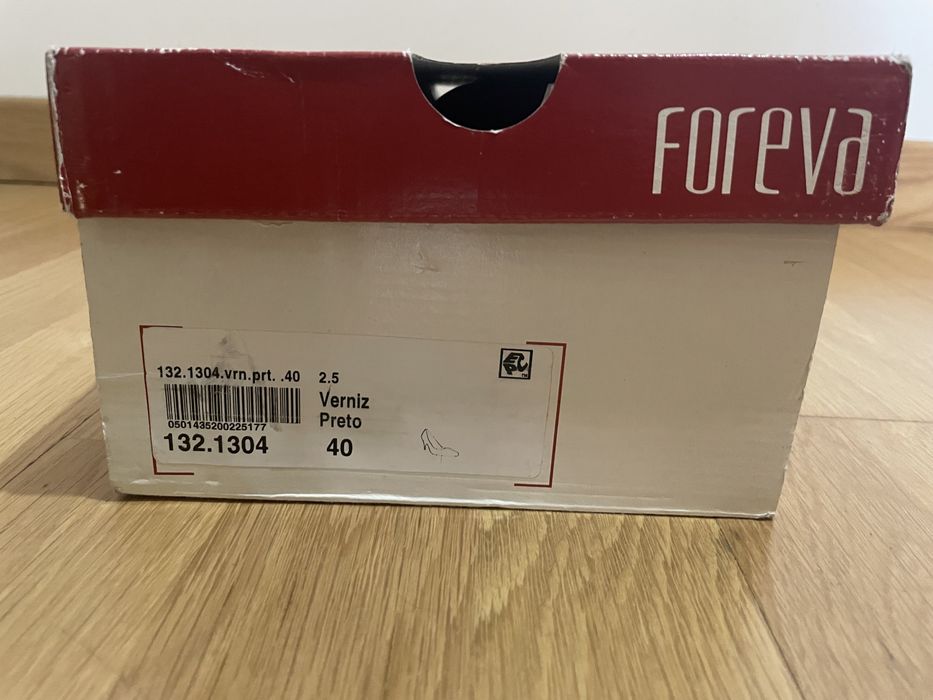 Foreva
132.1304.vrn.prt. .40 2.5
Verniz
Preto
0501435200225177
132.1304 40